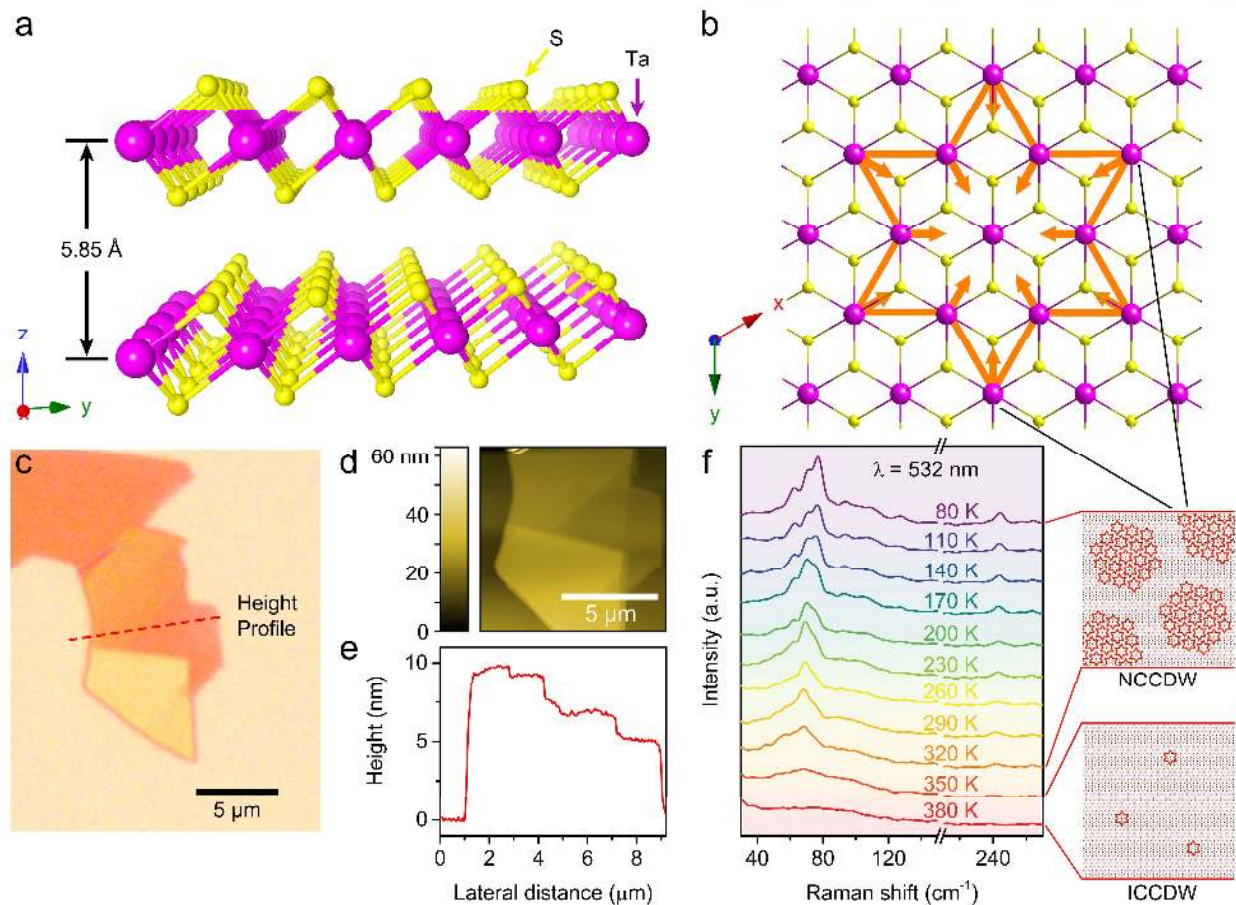 a
S
Ta
5.85 Å
z
x
y
b
x
y
c
Height
Profile
5 µm
d
60 nm
40
20
0
5 µm
e
Height (nm)
10
5
0
0 2 4 6 8
Lateral distance (µm)
f
λ = 532 nm
80 K
110 K
140 K
170 K
200 K
230 K
260 K
290 K
320 K
350 K
380 K
Intensity (a.u.)
40 80 120 240
Raman shift (cm⁻¹)
NCCDW
ICCDW